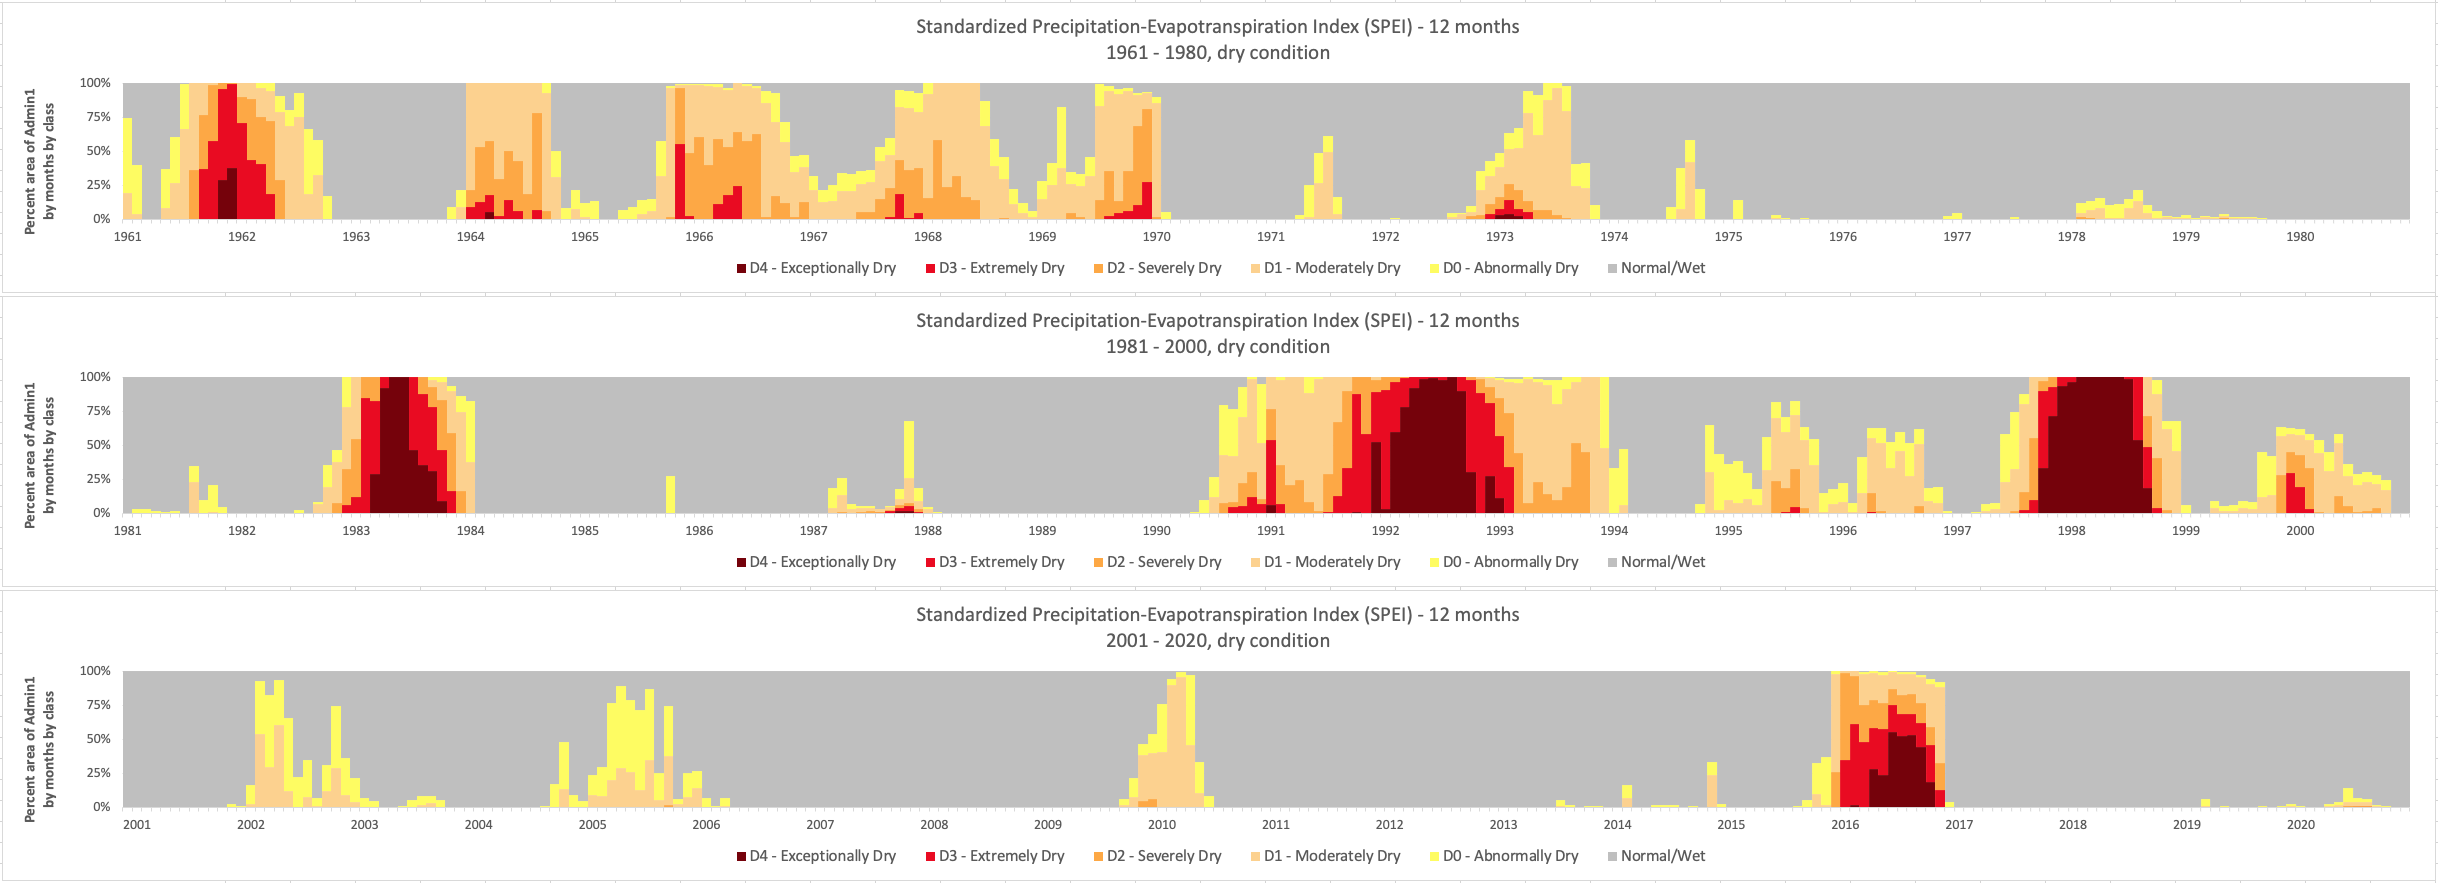 Standardized Precipitation-Evapotranspiration Index (SPEI) - 12 months
1961 - 1980, dry condition
Percent area of Admin1
by months by class
100%
75%
50%
25%
0%
1961 1962 1963 1964 1965 1966 1967 1968 1969 1970 1971 1972 1973 1974 1975 1976 1977 1978 1979 1980
D4 - Exceptionally Dry D3 - Extremely Dry D2 - Severely Dry D1 - Moderately Dry D0 - Abnormally Dry Normal/Wet
Standardized Precipitation-Evapotranspiration Index (SPEI) - 12 months
1981 - 2000, dry condition
Percent area of Admin1
by months by class
100%
75%
50%
25%
0%
1981 1982 1983 1984 1985 1986 1987 1988 1989 1990 1991 1992 1993 1994 1995 1996 1997 1998 1999 2000
D4 - Exceptionally Dry D3 - Extremely Dry D2 - Severely Dry D1 - Moderately Dry D0 - Abnormally Dry Normal/Wet
Standardized Precipitation-Evapotranspiration Index (SPEI) - 12 months
2001 - 2020, dry condition
Percent area of Admin1
by months by class
100%
75%
50%
25%
0%
2001 2002 2003 2004 2005 2006 2007 2008 2009 2010 2011 2012 2013 2014 2015 2016 2017 2018 2019 2020
D4 - Exceptionally Dry D3 - Extremely Dry D2 - Severely Dry D1 - Moderately Dry D0 - Abnormally Dry Normal/Wet